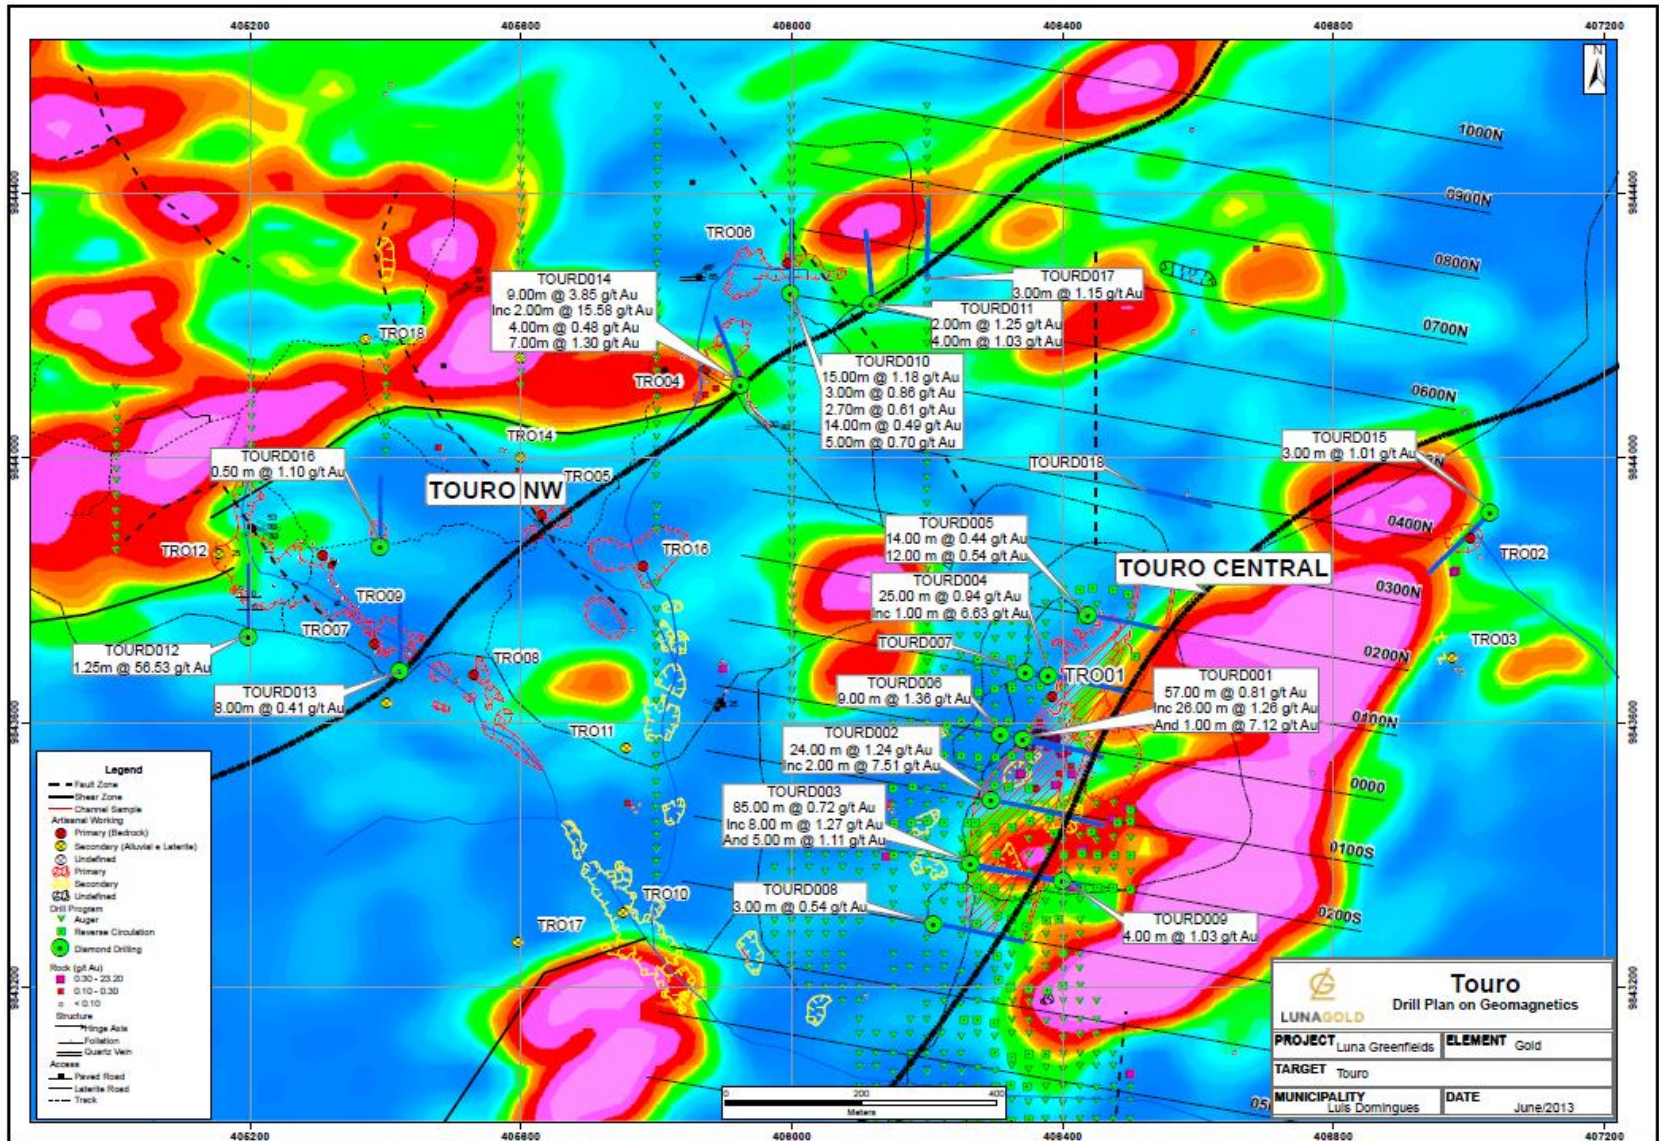 405200
405600
406000
406400
406800
407200
N
1000N
9844400
9844400
0900N
TRO06
0800N
TOURD014
9.00m @ 3.85 g/t Au
Inc 2.00m @ 15.58 g/t Au
4.00m @ 0.48 g/t Au
7.00m @ 1.30 g/t Au
TOURD017
3.00m @ 1.15 g/t Au
TOURD011
2.00m @ 1.25 g/t Au
4.00m @ 1.03 g/t Au
0700N
TRO18
TOURD010
15.00m @ 1.18 g/t Au
3.00m @ 0.86 g/t Au
2.70m @ 0.61 g/t Au
14.00m @ 0.49 g/t Au
5.00m @ 0.70 g/t Au
TRO04
0600N
TRO14
TOURD015
3.00 m @ 1.01 g/t Au
9844000
9844000
TOURD016
0.50 m @ 1.10 g/t Au
TRO05
TOURD018
TOURO NW
0400N
TOURD005
14.00 m @ 0.44 g/t Au
12.00 m @ 0.54 g/t Au
TRO12
TRO16
TRO02
TOURO CENTRAL
0300N
TOURD004
25.00 m @ 0.94 g/t Au
Inc 1.00 m @ 6.63 g/t Au
TRO09
TRO07
TRO03
TOURD012
1.25m @ 56.53 g/t Au
TRO08
TOURD007
0200N
TRO01
TOURD001
57.00 m @ 0.81 g/t Au
Inc 26.00 m @ 1.26 g/t Au
And 1.00 m @ 7.12 g/t Au
TOURD013
8.00m @ 0.41 g/t Au
TOURD006
9.00 m @ 1.36 g/t Au
0100N
9843600
9843600
TRO11
TOURD002
24.00 m @ 1.24 g/t Au
Inc 2.00 m @ 7.51 g/t Au
0000
TOURD003
85.00 m @ 0.72 g/t Au
Inc 8.00 m @ 1.27 g/t Au
And 5.00 m @ 1.11 g/t Au
0100S
TRO10
TOURD008
3.00 m @ 0.54 g/t Au
0200S
TRO17
TOURD009
4.00 m @ 1.03 g/t Au
9843200
9843200
Legend
Fault Zone
Shear Zone
Channel Sample
Artisanal Working
Primary (Bedrock)
Secondary (Alluvial e Laterite)
Undefined
Primary
Secondary
Undefined
Drill Program
Auger
Reverse Circulation
Diamond Drilling
Rock (g/t Au)
0.30 - 23.20
0.10 - 0.30
< 0.10
Structure
Hinge Axis
Foliation
Quartz Vein
Access
Paved Road
Laterite Road
Track
0 200 400
Meters
LUNAGOLD
Touro
Drill Plan on Geomagnetics
PROJECT Luna Greenfields
ELEMENT Gold
TARGET Touro
MUNICIPALITY Luis Domingues
DATE June/2013
405200
405600
406000
406400
406800
407200